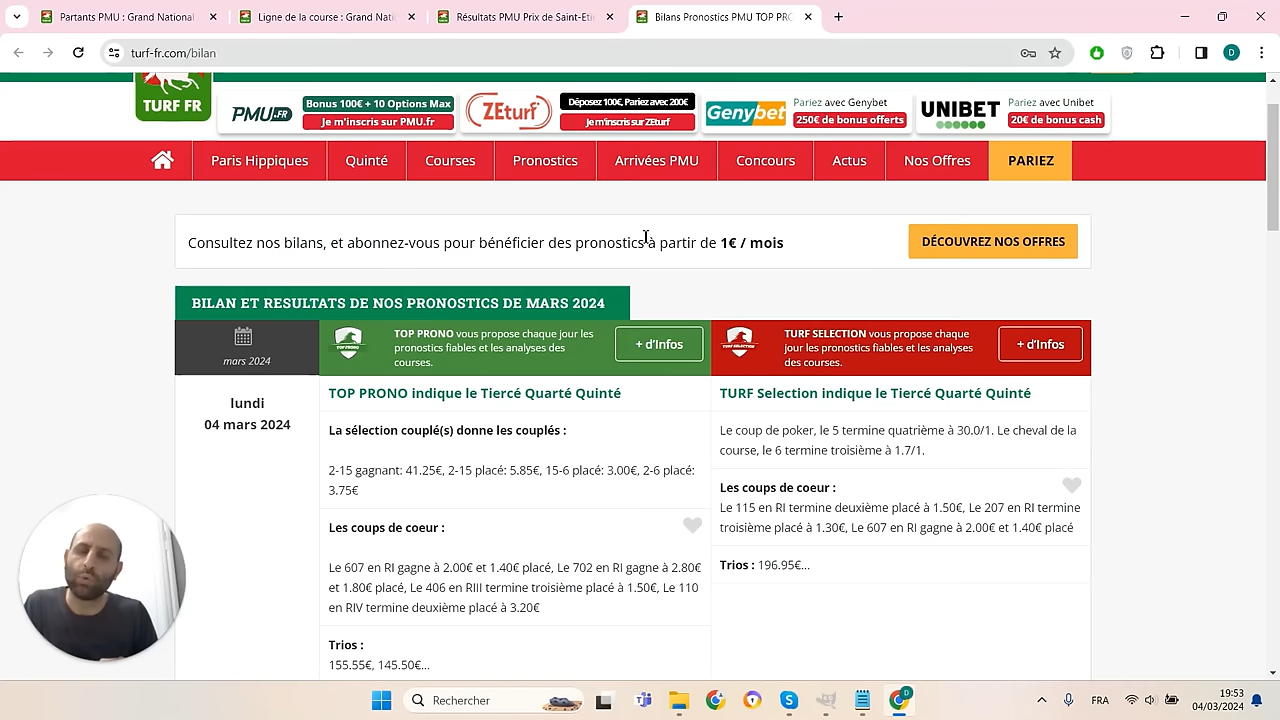 Partants PMU : Grand National
Ligne de la course : Grand Nati
Résultats PMU Prix de Saint-Eti
Bilans Pronostics PMU TOP PRO
turf-fr.com/bilan
D
TURF FR
PMU.FR
Bonus 100€ + 10 Options Max
Je m'inscris sur PMU.fr
ZEturf
Déposez 100€, Pariez avec 200€
Je m'inscris sur ZEturf
Genybet
Pariez avec Genybet
250€ de bonus offerts
UNIBET
Pariez avec Unibet
20€ de bonus cash
Paris Hippiques
Quinté
Courses
Pronostics
Arrivées PMU
Concours
Actus
Nos Offres
PARIEZ
Consultez nos bilans, et abonnez-vous pour bénéficier des pronostics à partir de 1€ / mois
DÉCOUVREZ NOS OFFRES
BILAN ET RESULTATS DE NOS PRONOSTICS DE MARS 2024
mars 2024
TOP PRONO
TOP PRONO vous propose chaque jour les
pronostics fiables et les analyses des
courses.
+ d'Infos
TURF SELECTION
TURF SELECTION vous propose chaque
jour les pronostics fiables et les analyses
des courses.
+ d'Infos
lundi
04 mars 2024
TOP PRONO indique le Tiercé Quarté Quinté
La sélection couplé(s) donne les couplés :
2-15 gagnant: 41.25€, 2-15 placé: 5.85€, 15-6 placé: 3.00€, 2-6 placé:
3.75€
Les coups de coeur :
Le 607 en RI gagne à 2.00€ et 1.40€ placé, Le 702 en RI gagne à 2.80€
et 1.80€ placé, Le 406 en RIII termine troisième placé à 1.50€, Le 110
en RIV termine deuxième placé à 3.20€
Trios :
155.55€, 145.50€...
TURF Selection indique le Tiercé Quarté Quinté
Le coup de poker, le 5 termine quatrième à 30.0/1. Le cheval de la
course, le 6 termine troisième à 1.7/1.
Les coups de coeur :
Le 115 en RI termine deuxième placé à 1.50€, Le 207 en RI termine
troisième placé à 1.30€, Le 607 en RI gagne à 2.00€ et 1.40€ placé
Trios : 196.95€...
Rechercher
FRA
19:53
04/03/2024